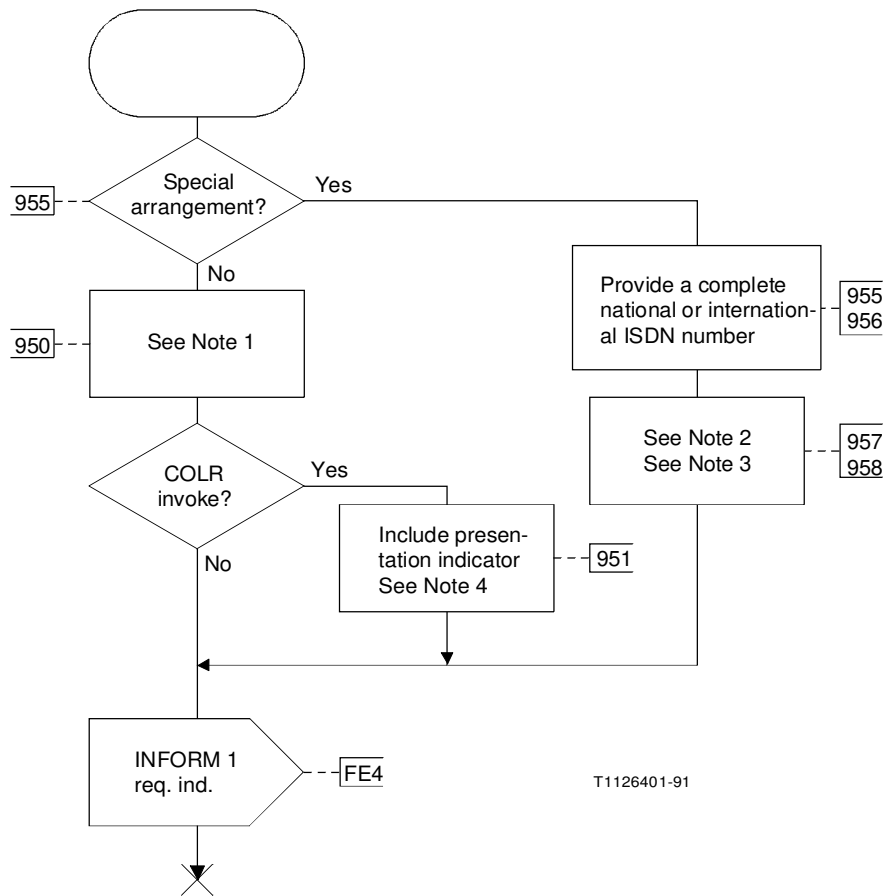 Special
arrangement?
Yes
955
No
Provide a complete
national or internation-
al ISDN number
955
956
See Note 1
950
See Note 2
See Note 3
957
958
COLR
invoke?
Yes
No
Include presen-
tation indicator
See Note 4
951
INFORM 1
req. ind.
FE4
T1126401-91